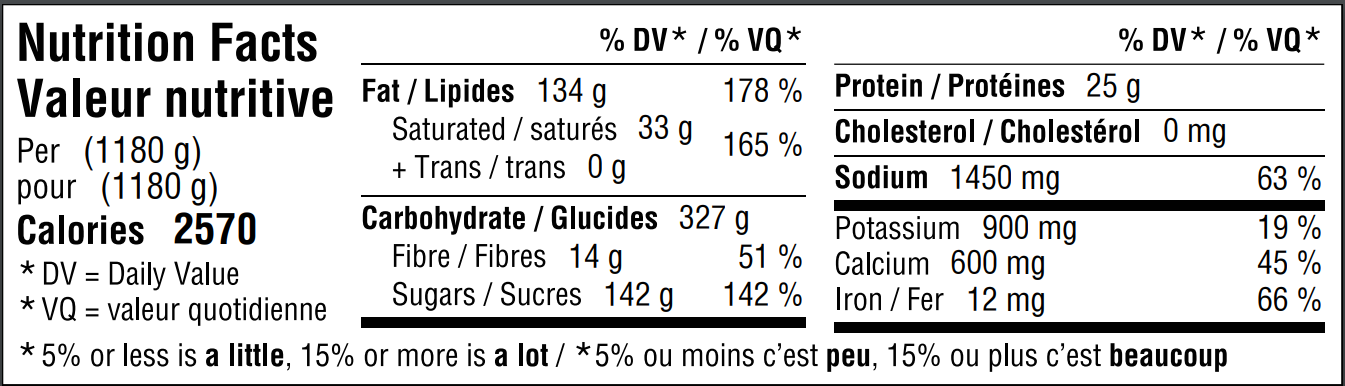 Nutrition Facts
Valeur nutritive
Per (1180 g)
pour (1180 g)
Calories 2570
* DV = Daily Value
* VQ = valeur quotidienne
% DV* / % VQ*
Fat / Lipides 134 g 178 %
Saturated / saturés 33 g
+ Trans / trans 0 g
165 %
Carbohydrate / Glucides 327 g
Fibre / Fibres 14 g 51 %
Sugars / Sucres 142 g 142 %
% DV* / % VQ*
Protein / Protéines 25 g
Cholesterol / Cholestérol 0 mg
Sodium 1450 mg 63 %
Potassium 900 mg 19 %
Calcium 600 mg 45 %
Iron / Fer 12 mg 66 %
*5% or less is a little, 15% or more is a lot / *5% ou moins c'est peu, 15% ou plus c'est beaucoup